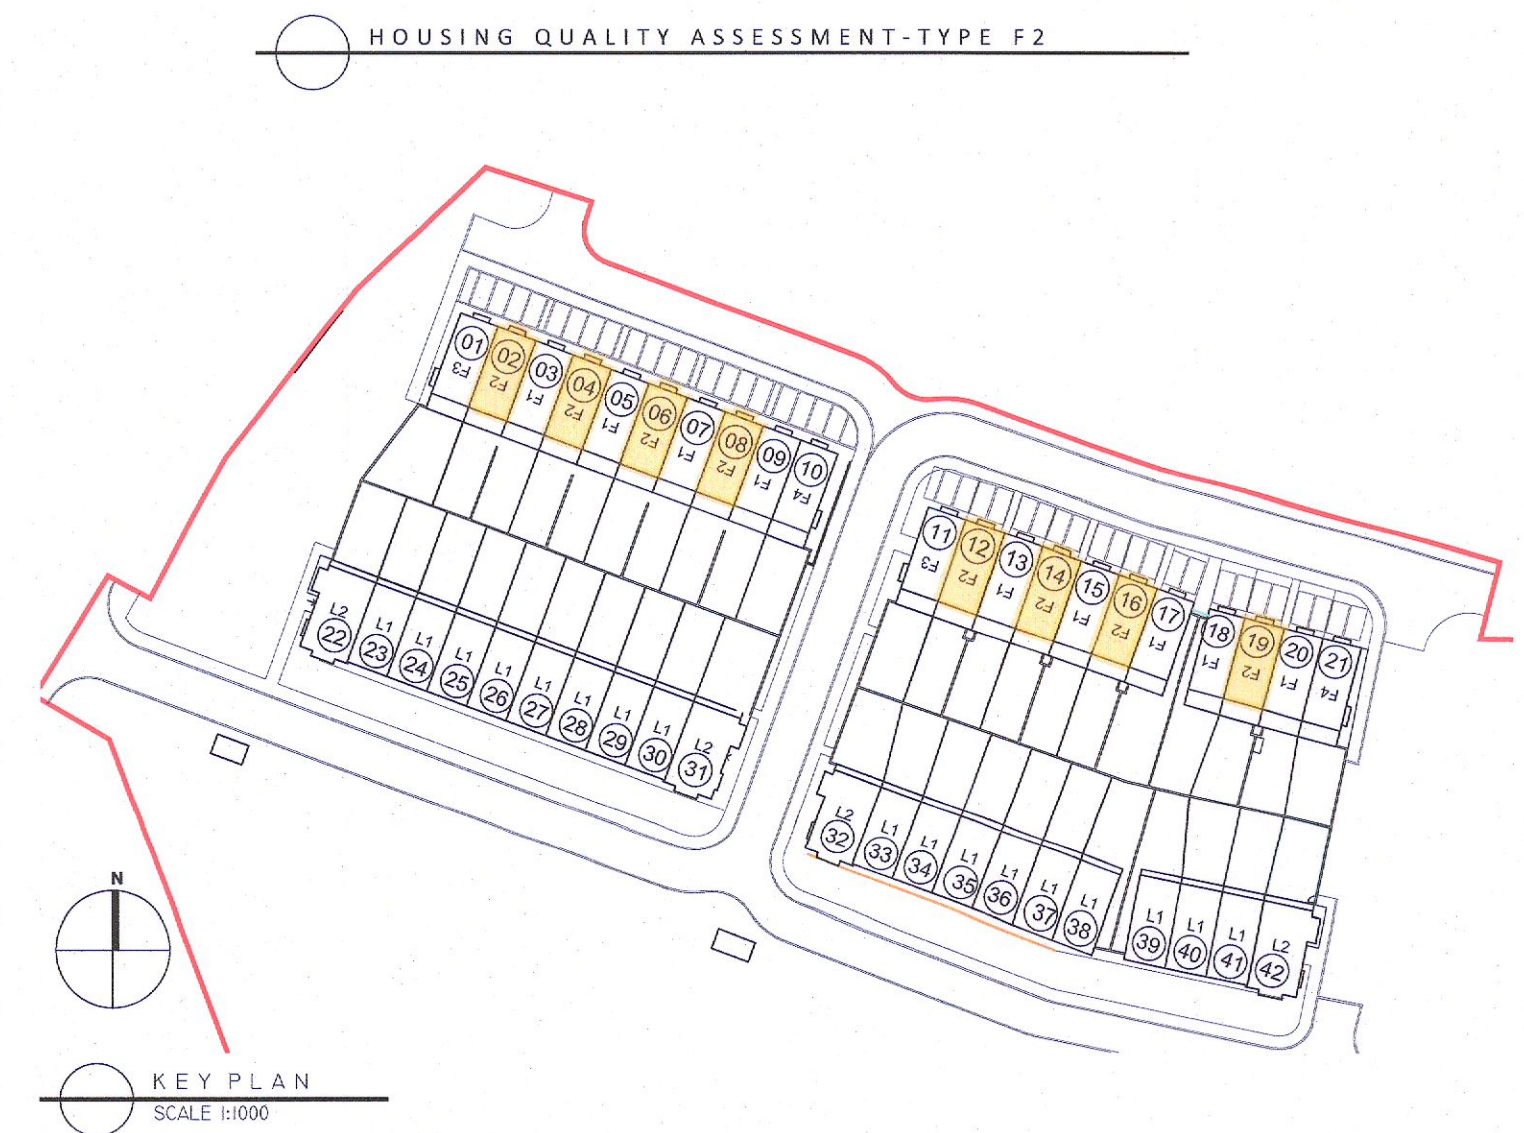 HOUSING QUALITY ASSESSMENT-TYPE F2
01 02 03 04 05 06 07 08 09 10
F3 F2 F1 F2 F1 F2 F1 F2 F1 F4
11 12 13 14 15 16 17 18 19 20 21
F3 F2 F1 F2 F1 F2 F1 F1 F2 F1 F4
L2 L1 L1 L1 L1 L1 L1 L1 L1 L2
22 23 24 25 26 27 28 29 30 31
L2 L1 L1 L1 L1 L1 L1 L1 L1 L1 L2
32 33 34 35 36 37 38 39 40 41 42
N
KEY PLAN
SCALE 1:1000